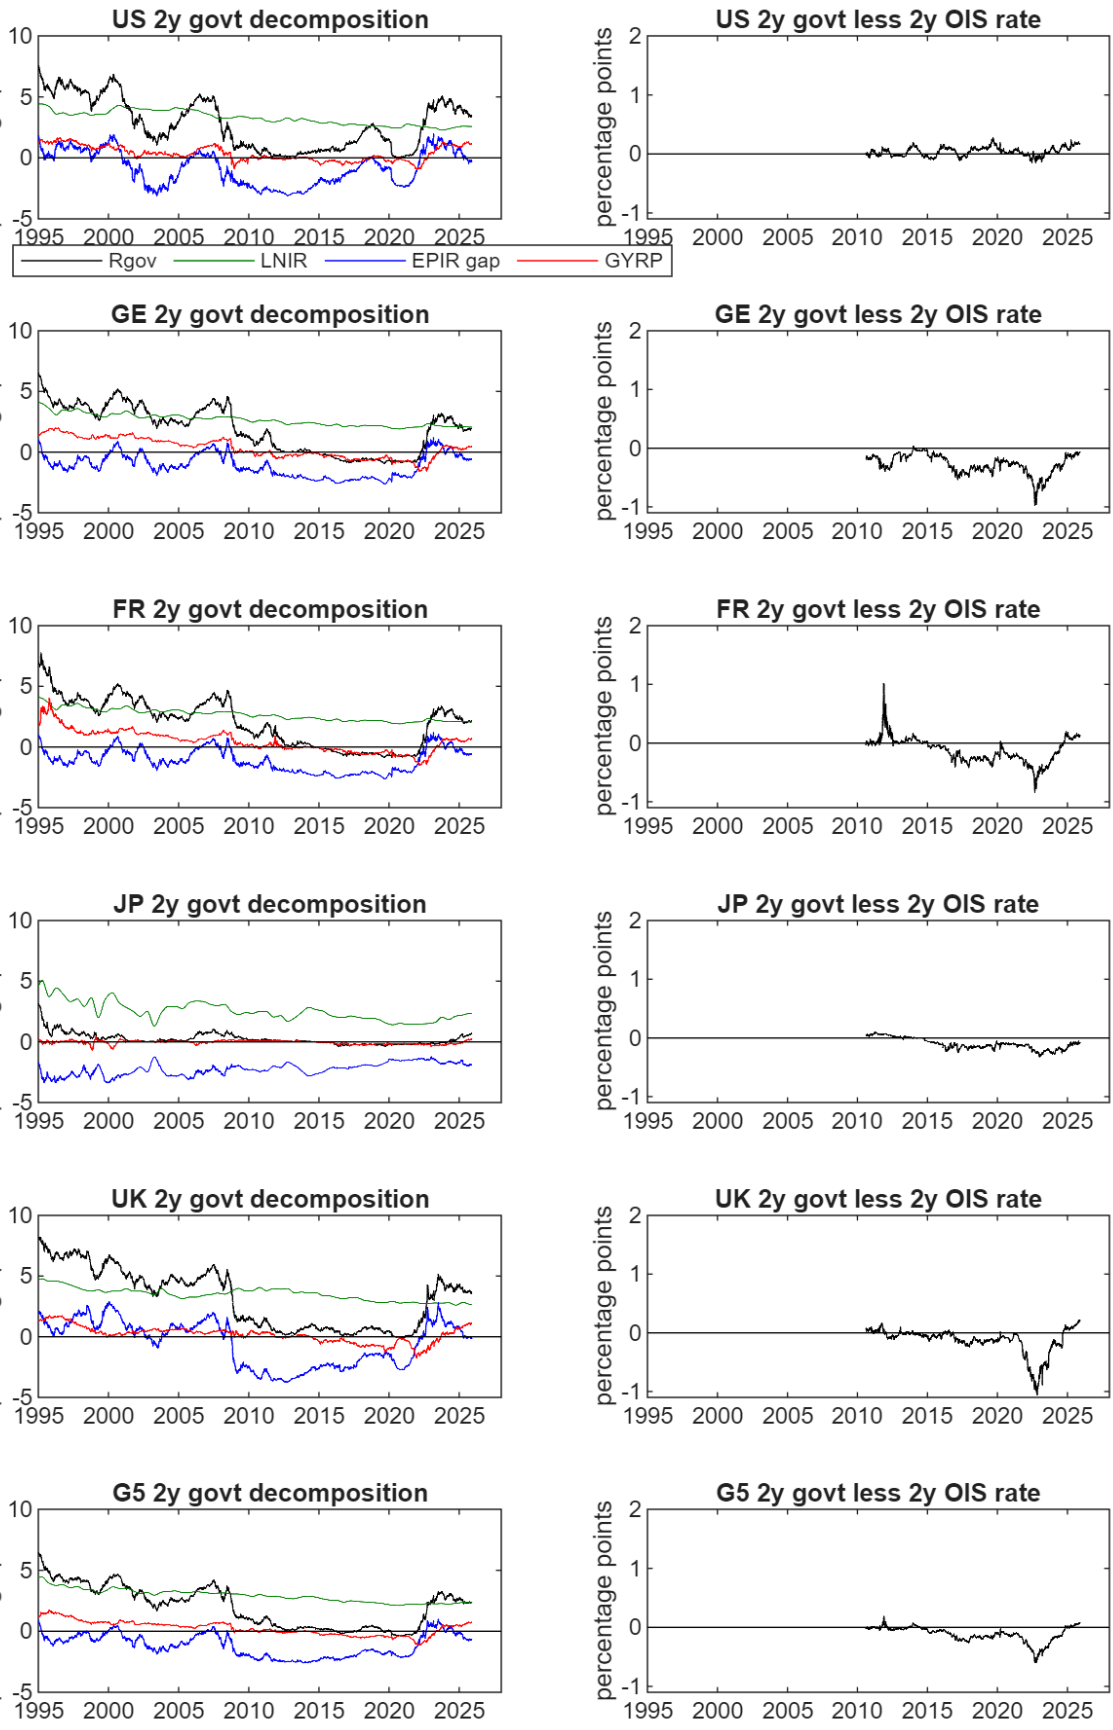 US 2y govt decomposition
10
5
0
-5
1995 2000 2005 2010 2015 2020 2025
Rgov LNIR EPIR gap GYRP
US 2y govt less 2y OIS rate
percentage points
2
1
0
-1
1995 2000 2005 2010 2015 2020 2025
GE 2y govt decomposition
10
5
0
-5
1995 2000 2005 2010 2015 2020 2025
GE 2y govt less 2y OIS rate
percentage points
2
1
0
-1
1995 2000 2005 2010 2015 2020 2025
FR 2y govt decomposition
10
5
0
-5
1995 2000 2005 2010 2015 2020 2025
FR 2y govt less 2y OIS rate
percentage points
2
1
0
-1
1995 2000 2005 2010 2015 2020 2025
JP 2y govt decomposition
10
5
0
-5
1995 2000 2005 2010 2015 2020 2025
JP 2y govt less 2y OIS rate
percentage points
2
1
0
-1
1995 2000 2005 2010 2015 2020 2025
UK 2y govt decomposition
10
5
0
-5
1995 2000 2005 2010 2015 2020 2025
UK 2y govt less 2y OIS rate
percentage points
2
1
0
-1
1995 2000 2005 2010 2015 2020 2025
G5 2y govt decomposition
10
5
0
-5
1995 2000 2005 2010 2015 2020 2025
G5 2y govt less 2y OIS rate
percentage points
2
1
0
-1
1995 2000 2005 2010 2015 2020 2025